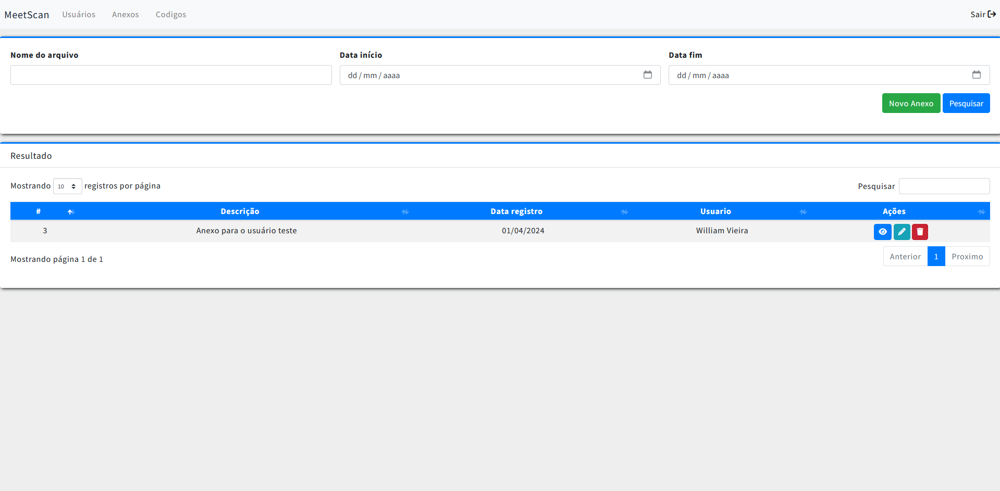 MeetScan Usuários Anexos Codigos Sair
Nome do arquivo Data início Data fim
dd / mm / aaaa dd / mm / aaaa
Novo Anexo Pesquisar
Resultado
Mostrando 10 registros por página Pesquisar
# Descrição Data registro Usuario Ações
3 Anexo para o usuário teste 01/04/2024 William Vieira
Mostrando página 1 de 1 Anterior 1 Proximo